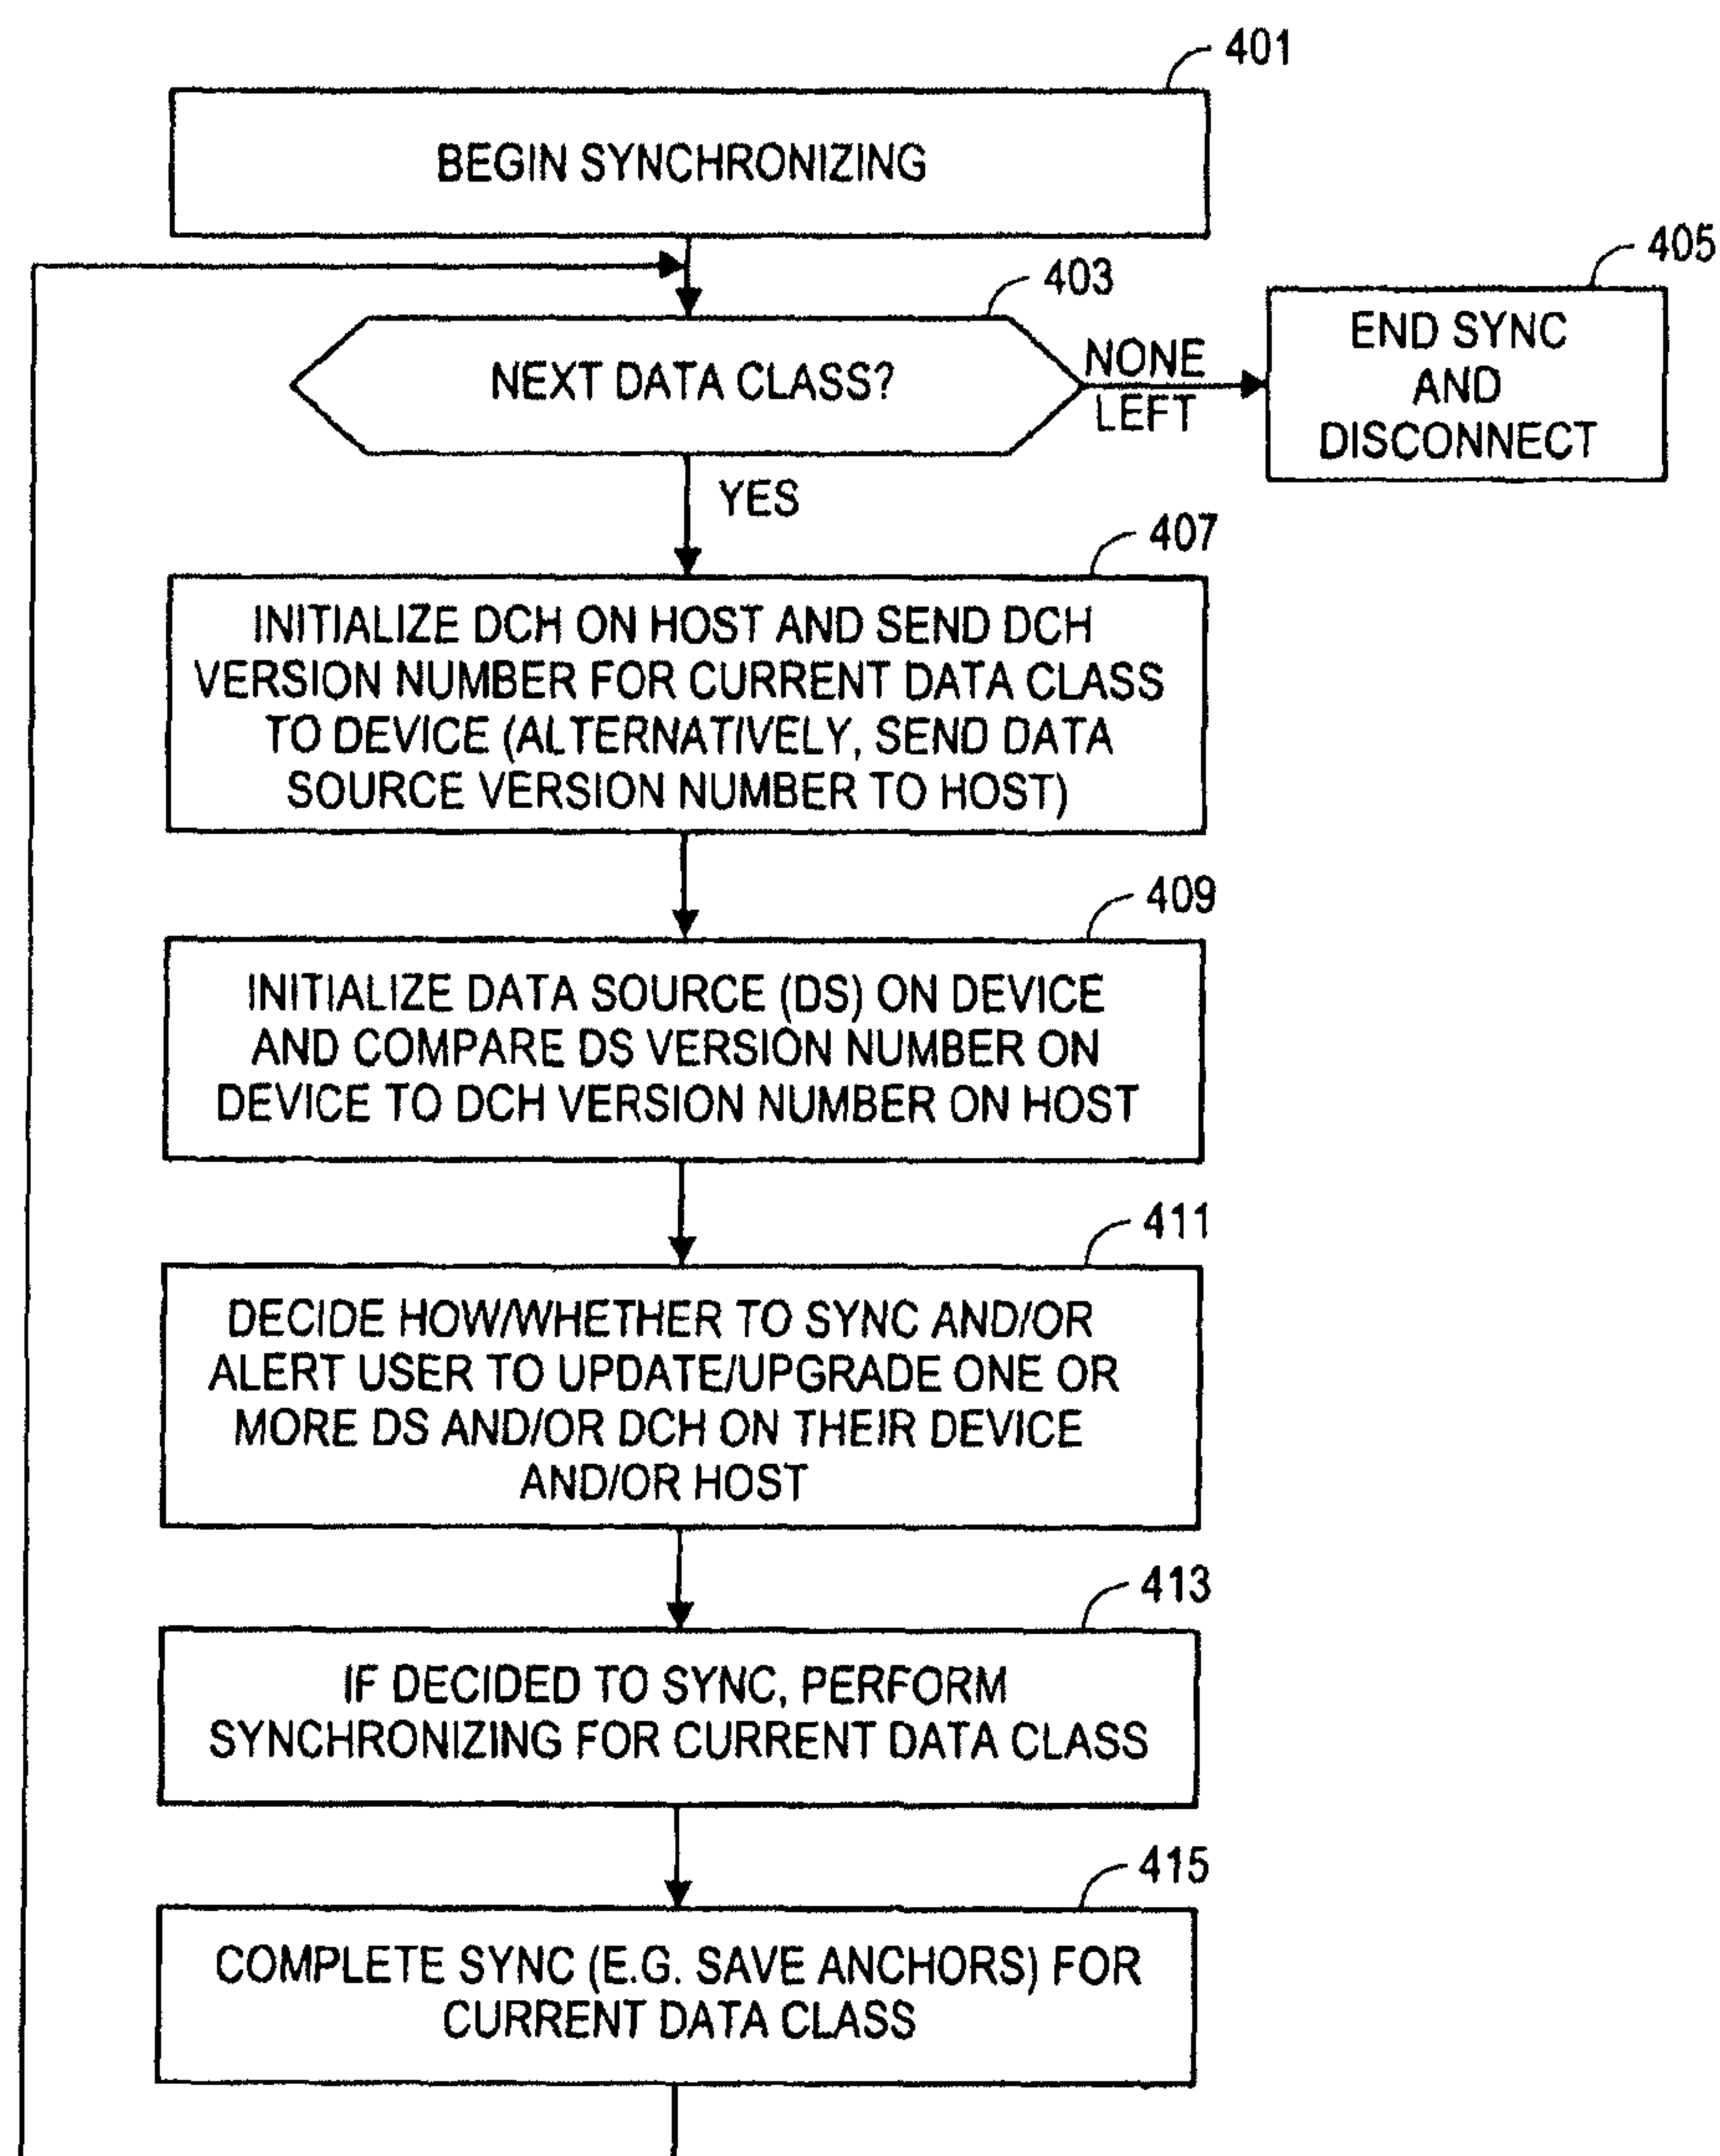 401
BEGIN SYNCHRONIZING
405
403
END SYNC
AND
DISCONNECT
NEXT DATA CLASS?
NONE
LEFT
YES
407
INITIALIZE DCH ON HOST AND SEND DCH
VERSION NUMBER FOR CURRENT DATA CLASS
TO DEVICE (ALTERNATIVELY, SEND DATA
SOURCE VERSION NUMBER TO HOST)
409
INITIALIZE DATA SOURCE (DS) ON DEVICE
AND COMPARE DS VERSION NUMBER ON
DEVICE TO DCH VERSION NUMBER ON HOST
411
DECIDE HOW/WHETHER TO SYNC AND/OR
ALERT USER TO UPDATE/UPGRADE ONE OR
MORE DS AND/OR DCH ON THEIR DEVICE
AND/OR HOST
413
IF DECIDED TO SYNC, PERFORM
SYNCHRONIZING FOR CURRENT DATA CLASS
415
COMPLETE SYNC (E.G. SAVE ANCHORS) FOR
CURRENT DATA CLASS